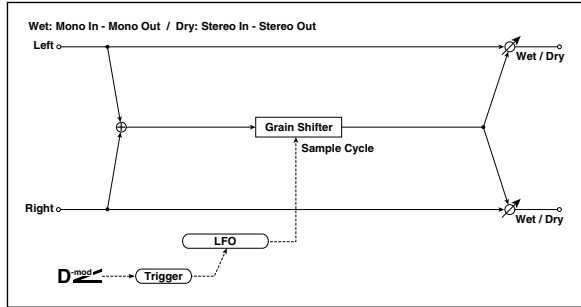 Wet: Mono In - Mono Out / Dry: Stereo In - Stereo Out
Left
Wet / Dry
Grain Shifter
Sample Cycle
Right
Wet / Dry
LFO
D-mod
Trigger